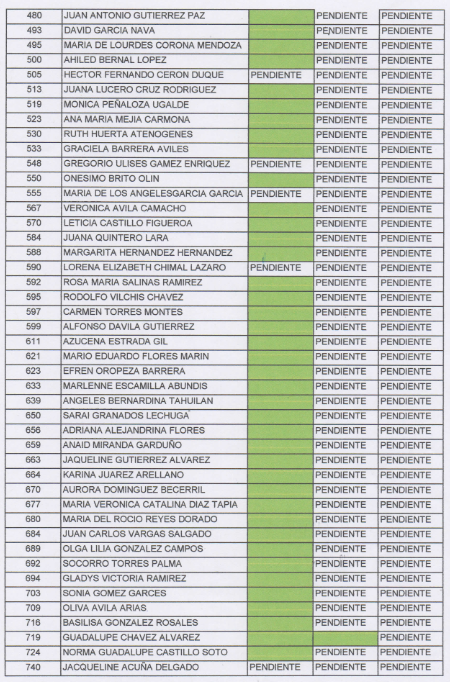 480 JUAN ANTONIO GUTIERREZ PAZ PENDIENTE PENDIENTE
493 DAVID GARCIA NAVA PENDIENTE PENDIENTE
495 MARIA DE LOURDES CORONA MENDOZA PENDIENTE PENDIENTE
500 AHILED BERNAL LOPEZ PENDIENTE PENDIENTE
505 HECTOR FERNANDO CERON DUQUE PENDIENTE PENDIENTE PENDIENTE
513 JUANA LUCERO CRUZ RODRIGUEZ PENDIENTE PENDIENTE
519 MONICA PEÑALOZA UGALDE PENDIENTE PENDIENTE
523 ANA MARIA MEJIA CARMONA PENDIENTE PENDIENTE
530 RUTH HUERTA ATENOGENES PENDIENTE PENDIENTE
533 GRACIELA BARRERA AVILES PENDIENTE PENDIENTE
548 GREGORIO ULISES GAMEZ ENRIQUEZ PENDIENTE PENDIENTE PENDIENTE
550 ONESIMO BRITO OLIN PENDIENTE PENDIENTE
555 MARIA DE LOS ANGELESGARCIA GARCIA PENDIENTE PENDIENTE PENDIENTE
567 VERONICA AVILA CAMACHO PENDIENTE PENDIENTE
570 LETICIA CASTILLO FIGUEROA PENDIENTE PENDIENTE
584 JUANA QUINTERO LARA PENDIENTE PENDIENTE
588 MARGARITA HERNANDEZ HERNANDEZ PENDIENTE PENDIENTE
590 LORENA ELIZABETH CHIMAL LAZARO PENDIENTE PENDIENTE PENDIENTE
592 ROSA MARIA SALINAS RAMIREZ PENDIENTE PENDIENTE
595 RODOLFO VILCHIS CHAVEZ PENDIENTE PENDIENTE
597 CARMEN TORRES MONTES PENDIENTE PENDIENTE
599 ALFONSO DAVILA GUTIERREZ PENDIENTE PENDIENTE
611 AZUCENA ESTRADA GIL PENDIENTE PENDIENTE
621 MARIO EDUARDO FLORES MARIN PENDIENTE PENDIENTE
623 EFREN OROPEZA BARRERA PENDIENTE PENDIENTE
633 MARLENNE ESCAMILLA ABUNDIS PENDIENTE PENDIENTE
639 ANGELES BERNARDINA TAHUILAN PENDIENTE PENDIENTE
650 SARAI GRANADOS LECHUGA PENDIENTE PENDIENTE
656 ADRIANA ALEJANDRINA FLORES PENDIENTE PENDIENTE
659 ANAID MIRANDA GARDUÑO PENDIENTE PENDIENTE
663 JAQUELINE GUTIERREZ ALVAREZ PENDIENTE PENDIENTE
664 KARINA JUAREZ ARELLANO PENDIENTE PENDIENTE
670 AURORA DOMINGUEZ BECERRIL PENDIENTE PENDIENTE
677 MARIA VERONICA CATALINA DIAZ TAPIA PENDIENTE PENDIENTE
680 MARIA DEL ROCIO REYES DORADO PENDIENTE PENDIENTE
684 JUAN CARLOS VARGAS SALGADO PENDIENTE PENDIENTE
689 OLGA LILIA GONZALEZ CAMPOS PENDIENTE PENDIENTE
692 SOCORRO TORRES PALMA PENDIENTE PENDIENTE
694 GLADYS VICTORIA RAMIREZ PENDIENTE PENDIENTE
703 SONIA GOMEZ GARCES PENDIENTE PENDIENTE
709 OLIVA AVILA ARIAS PENDIENTE PENDIENTE
716 BASILISA GONZALEZ ROSALES PENDIENTE PENDIENTE
719 GUADALUPE CHAVEZ ALVAREZ PENDIENTE
724 NORMA GUADALUPE CASTILLO SOTO PENDIENTE PENDIENTE
740 JACQUELINE ACUÑA DELGADO PENDIENTE PENDIENTE PENDIENTE